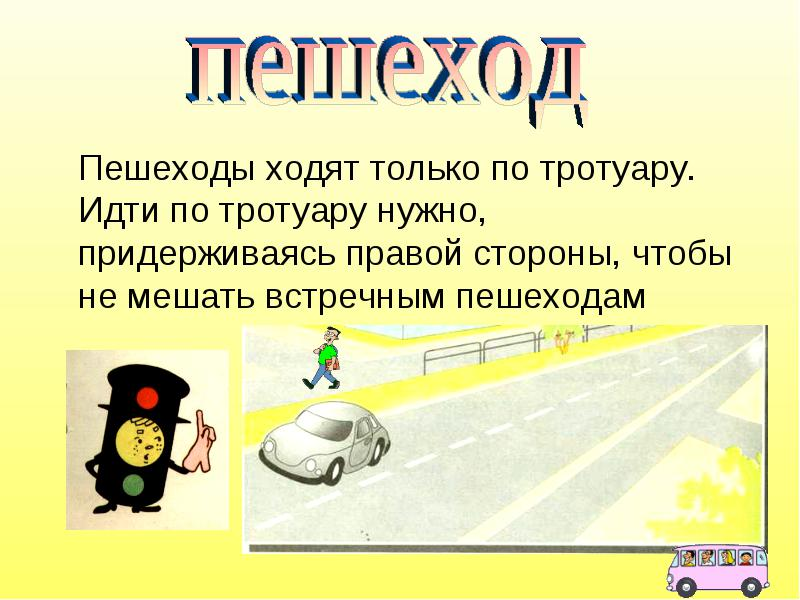 пешеход
Пешеходы ходят только по тротуару.
Идти по тротуару нужно,
придерживаясь правой стороны, чтобы
не мешать встречным пешеходам